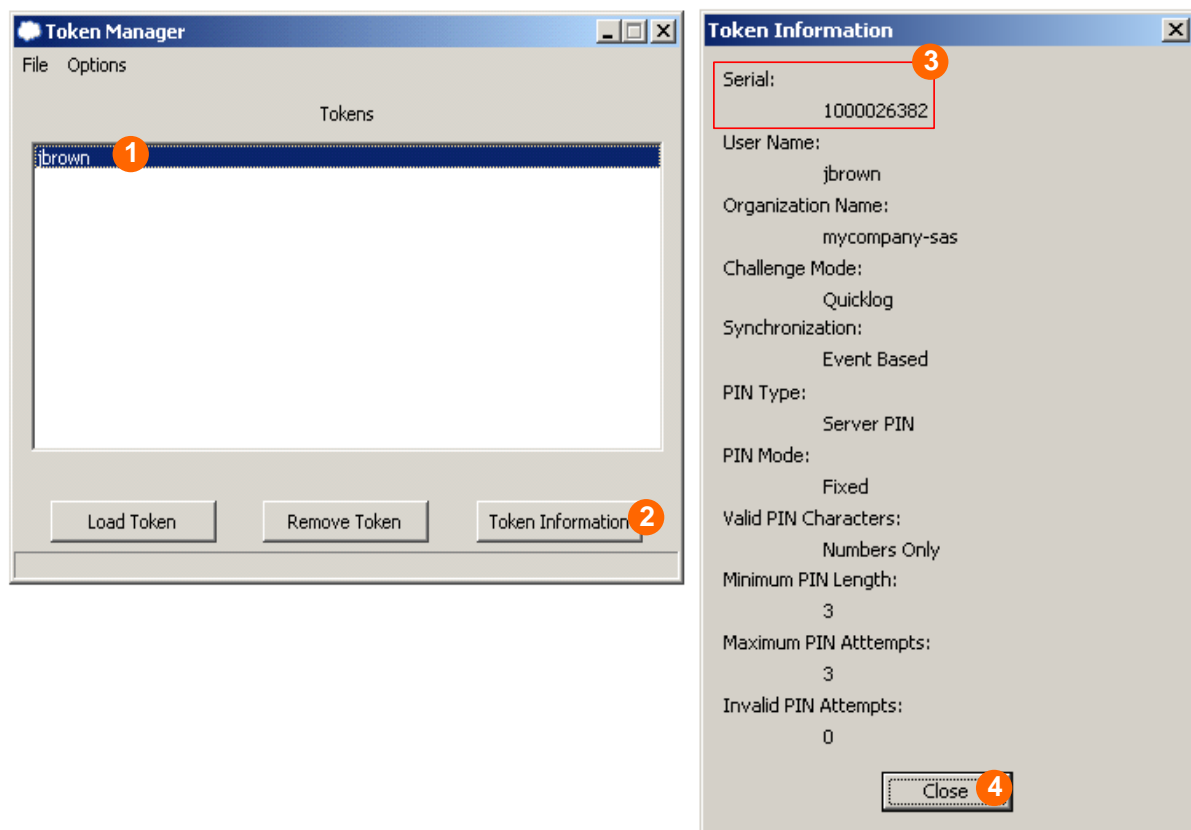 Token Manager
File Options
Tokens
jbrown 1
Load Token Remove Token Token Information 2
Token Information
3
Serial:
1000026382
User Name:
jbrown
Organization Name:
mycompany-sas
Challenge Mode:
Quicklog
Synchronization:
Event Based
PIN Type:
Server PIN
PIN Mode:
Fixed
Valid PIN Characters:
Numbers Only
Minimum PIN Length:
3
Maximum PIN Atttempts:
3
Invalid PIN Attempts:
0
Close 4